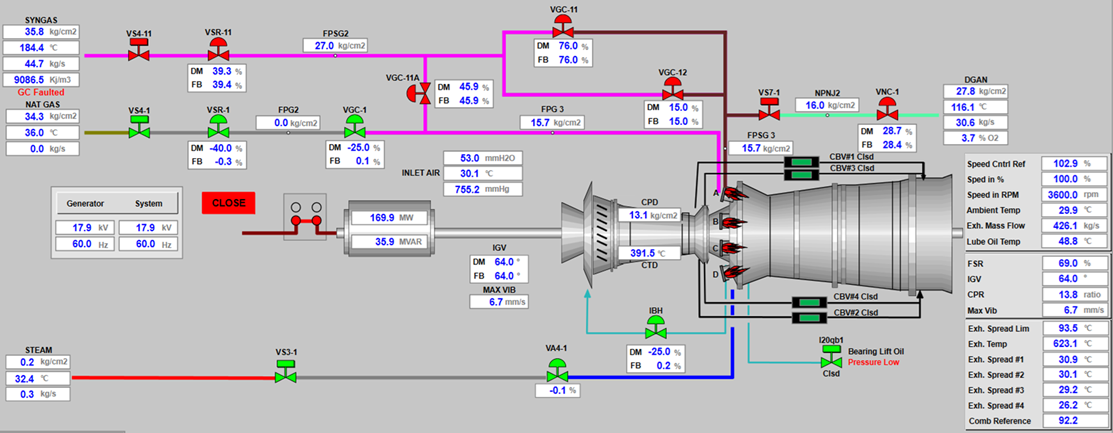 SYNGAS
35.8 kg/cm2
184.4 ℃
44.7 kg/s
9086.5 Kj/m3
GC Faulted
NAT GAS
34.3 kg/cm2
36.0 ℃
0.0 kg/s
VS4-11
VSR-11
DM 39.3 %
FB 39.4 %
FPSG2
27.0 kg/cm2
VGC-11
DM 76.0 %
FB 76.0 %
VGC-11A
DM 45.9 %
FB 45.9 %
VGC-12
DM 15.0 %
FB 15.0 %
VS4-1
VSR-1
DM -40.0 %
FB -0.3 %
FPG2
0.0 kg/cm2
VGC-1
DM -25.0 %
FB 0.1 %
FPG 3
15.7 kg/cm2
VS7-1
NPNJ2
16.0 kg/cm2
VNC-1
DM 28.7 %
FB 28.4 %
DGAN
27.8 kg/cm2
116.1 ℃
30.6 kg/s
3.7 % O2
FPSG 3
15.7 kg/cm2
INLET AIR
53.0 mmH2O
30.1 ℃
755.2 mmHg
CBV#1 Clsd
CBV#3 Clsd
Generator System
17.9 kV 17.9 kV
60.0 Hz 60.0 Hz
CLOSE
169.9 MW
35.9 MVAR
IGV
DM 64.0 °
FB 64.0 °
MAX VIB
6.7 mm/s
CPD
13.1 kg/cm2
391.5 ℃
CTD
A
B
C
D
CBV#4 Clsd
CBV#2 Clsd
IBH
DM -25.0 %
FB 0.2 %
I20qb1
Bearing Lift Oil
Pressure Low
Clsd
STEAM
0.2 kg/cm2
32.4 ℃
0.3 kg/s
VS3-1
VA4-1
-0.1 %
Speed Cntrl Ref 102.9 %
Sped in % 100.0 %
Speed in RPM 3600.0 rpm
Ambient Temp 29.9 ℃
Exh. Mass Flow 426.1 kg/s
Lube Oil Temp 48.8 ℃
FSR 69.0 %
IGV 64.0 °
CPR 13.8 ratio
Max Vib 6.7 mm/s
Exh. Spread Lim 93.5 ℃
Exh. Temp 623.1 ℃
Exh. Spread #1 30.9 ℃
Exh. Spread #2 30.1 ℃
Exh. Spread #3 29.2 ℃
Exh. Spread #4 26.2 ℃
Comb Reference 92.2